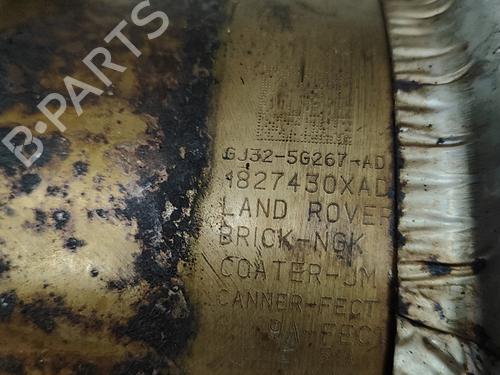 B-PARTS
GJ32-5G267-AD
4827430XAD
LAND ROVER
BRICK-NGK
COATER-JM
CANNER-FECT